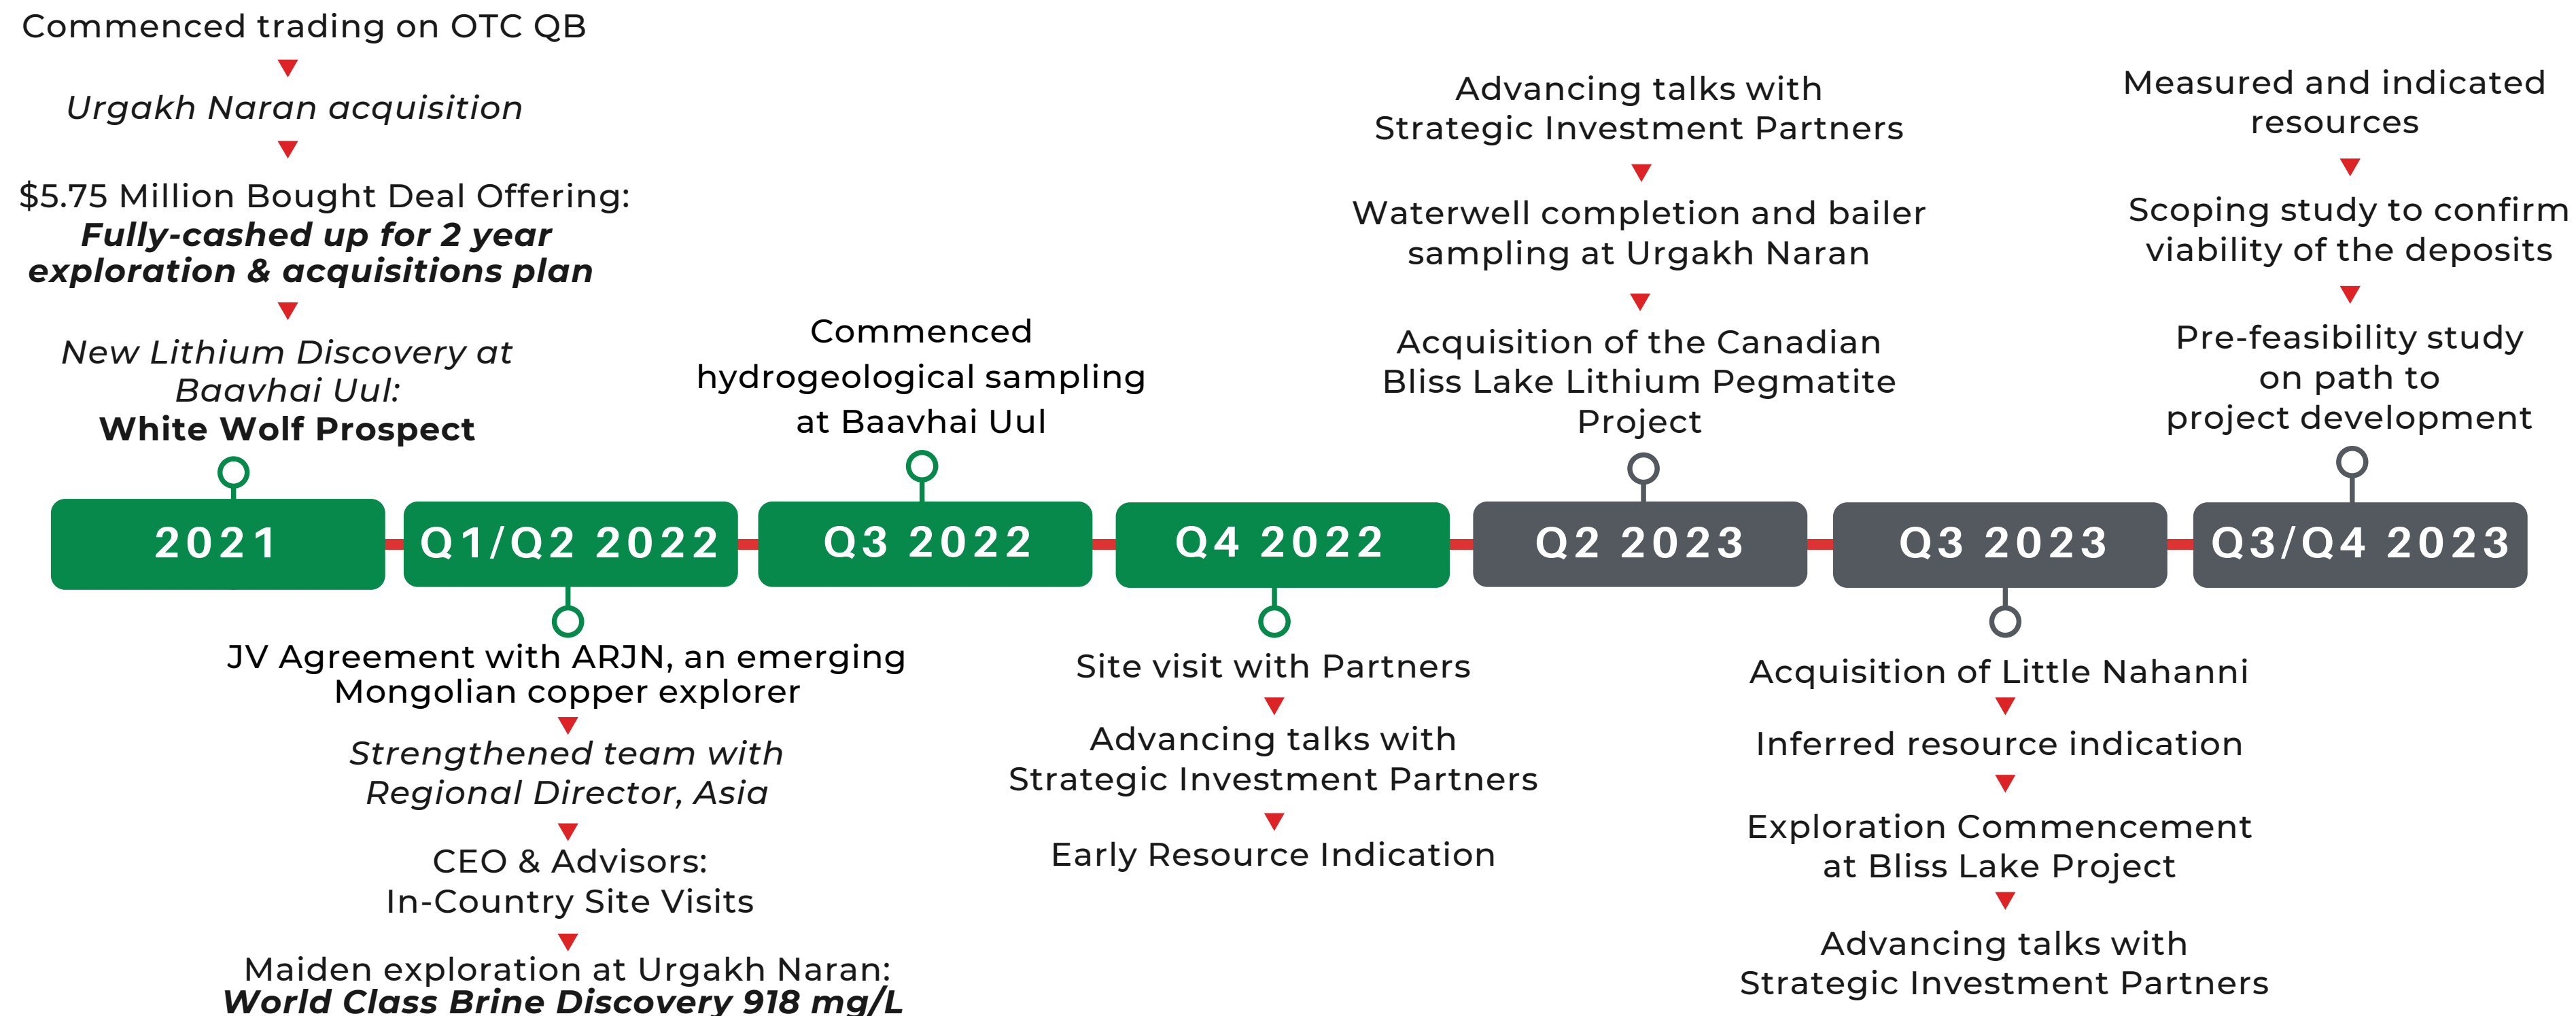 Commenced trading on OTC QB
Urgakh Naran acquisition
$5.75 Million Bought Deal Offering:
Fully-cashed up for 2 year
exploration & acquisitions plan
New Lithium Discovery at
Baavhai Uul:
White Wolf Prospect
2021
Q1/Q2 2022
JV Agreement with ARJN, an emerging
Mongolian copper explorer
Strengthened team with
Regional Director, Asia
CEO & Advisors:
In-Country Site Visits
Maiden exploration at Urgakh Naran:
World Class Brine Discovery 918 mg/L
Commenced
hydrogeological sampling
at Baavhai Uul
Q3 2022
Q4 2022
Site visit with Partners
Advancing talks with
Strategic Investment Partners
Early Resource Indication
Advancing talks with
Strategic Investment Partners
Waterwell completion and bailer
sampling at Urgakh Naran
Acquisition of the Canadian
Bliss Lake Lithium Pegmatite
Project
Q2 2023
Q3 2023
Acquisition of Little Nahanni
Inferred resource indication
Exploration Commencement
at Bliss Lake Project
Advancing talks with
Strategic Investment Partners
Measured and indicated
resources
Scoping study to confirm
viability of the deposits
Pre-feasibility study
on path to
project development
Q3/Q4 2023